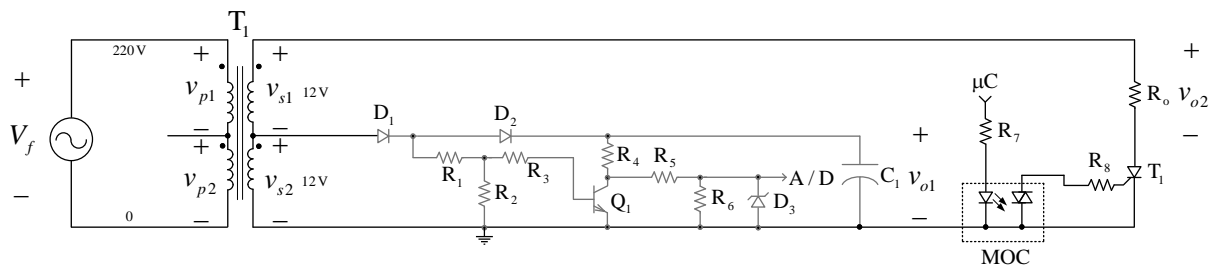 T1
220 V
+
+
+
+
vp1
vs1 12 V
μC
Ro
vo2
Vf
−
−
D1
D2
+
R7
−
+
+
R4
R5
R8
T1
vp2
vs2 12 V
R1
R3
A / D
C1
vo1
−
R2
Q1
R6
D3
0
−
−
−
MOC